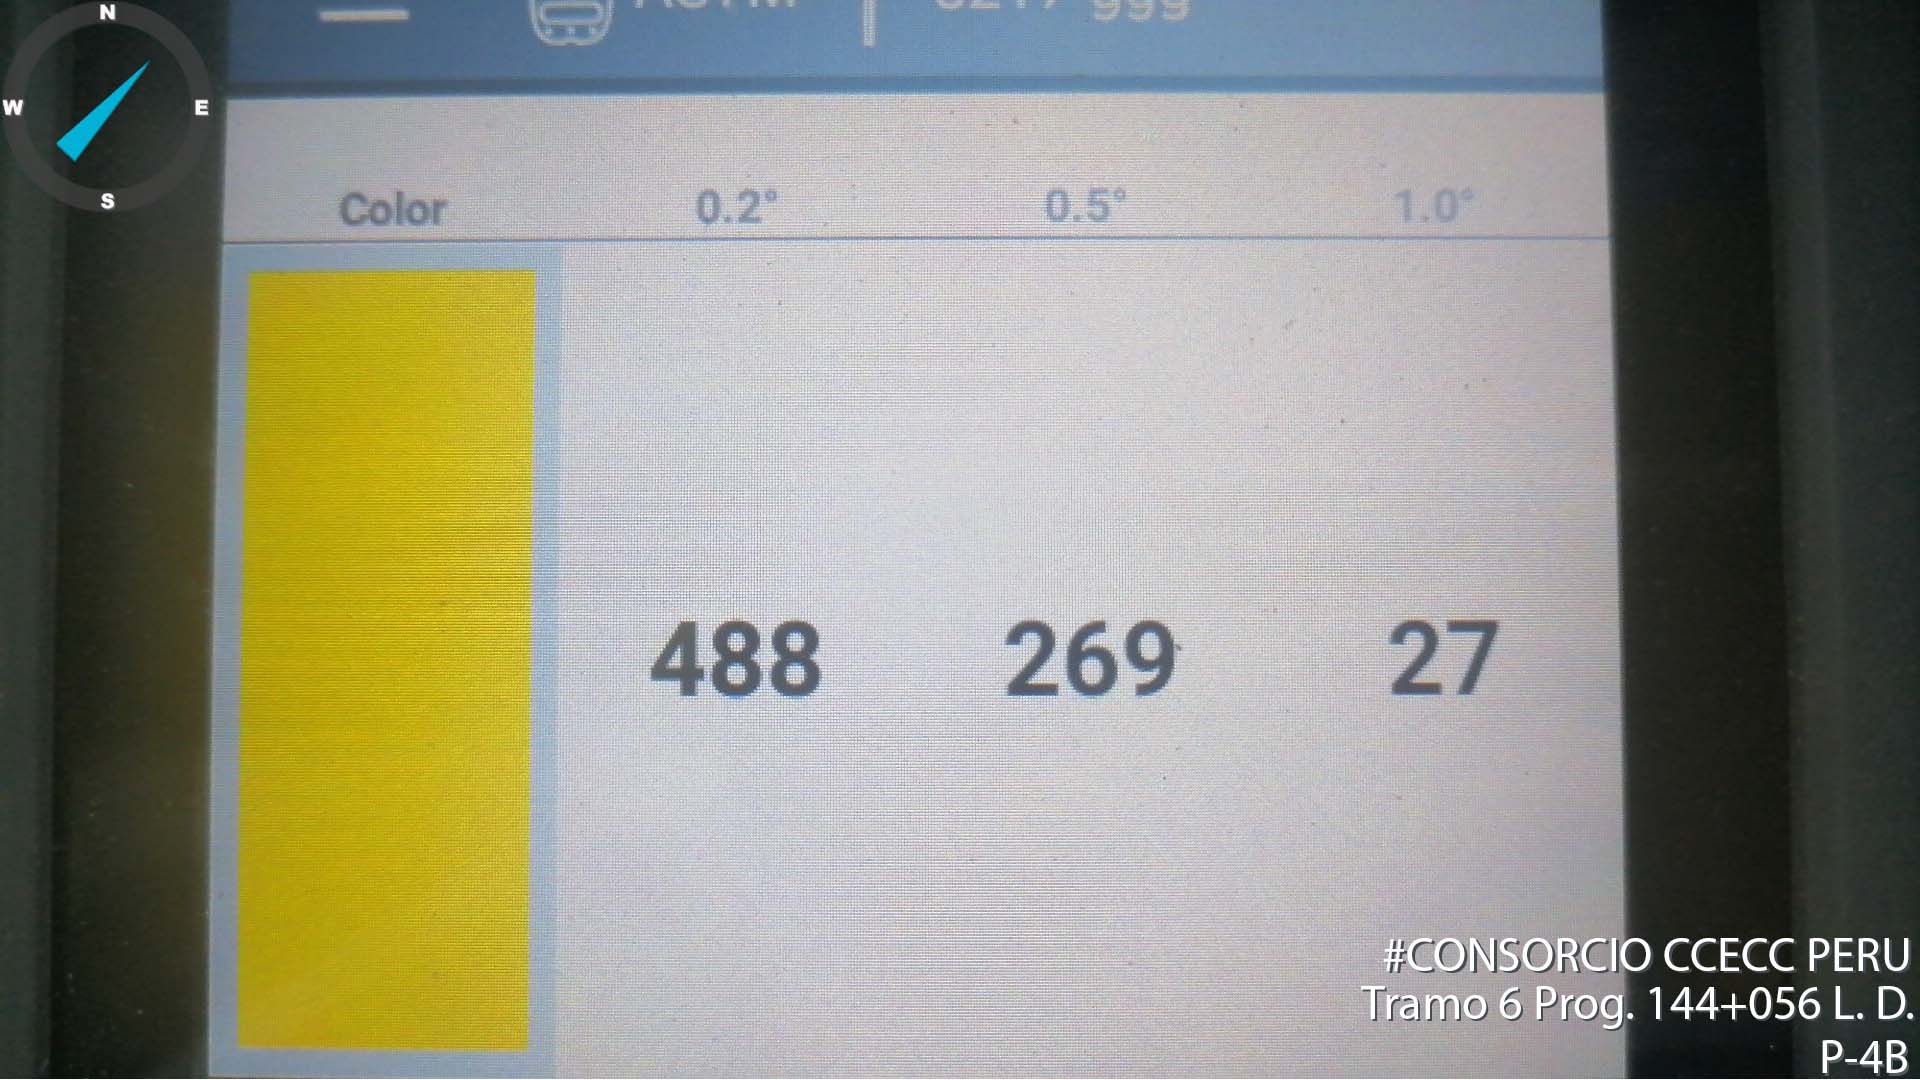 N
W E
S
999
Color 0.2° 0.5° 1.0°
488 269 27
#CONSORCIO CCECC PERU
Tramo 6 Prog. 144+056 L. D.
P-4B